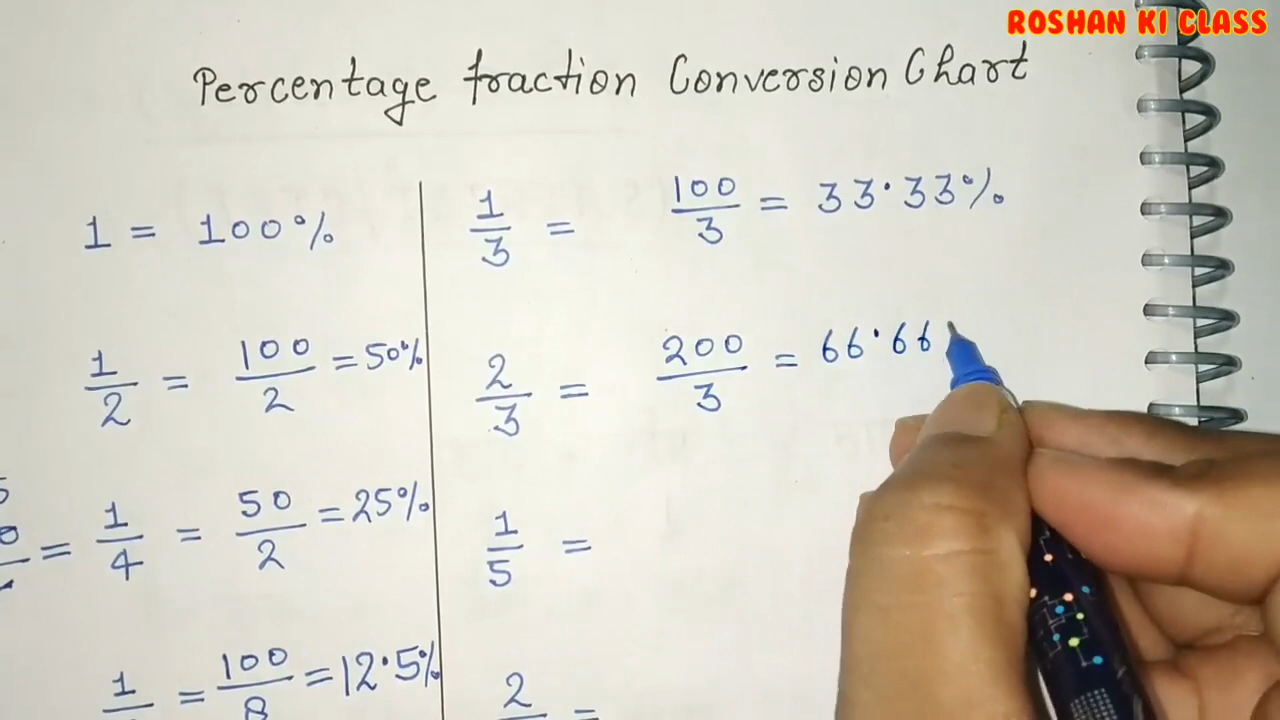 ROSHAN KI CLASS
Percentage fraction Conversion Chart
1 = 100%
1/2 = 100/2 = 50%
= 1/4 = 50/2 = 25%
= 100/8 = 12.5%
1/3 = 100/3 = 33.33%
2/3 = 200/3 = 66.66
1/5 =
2